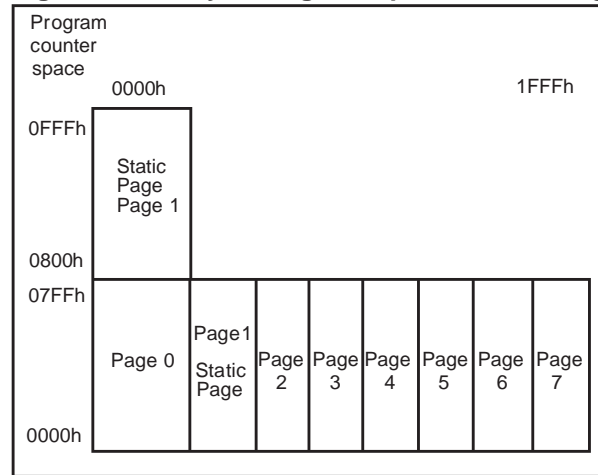 Program
counter
space
0000h
1FFFh
0FFFh
Static
Page
Page 1
0800h
07FFh
Page 0
Page1
Static
Page
Page
2
Page
3
Page
4
Page
5
Page
6
Page
7
0000h